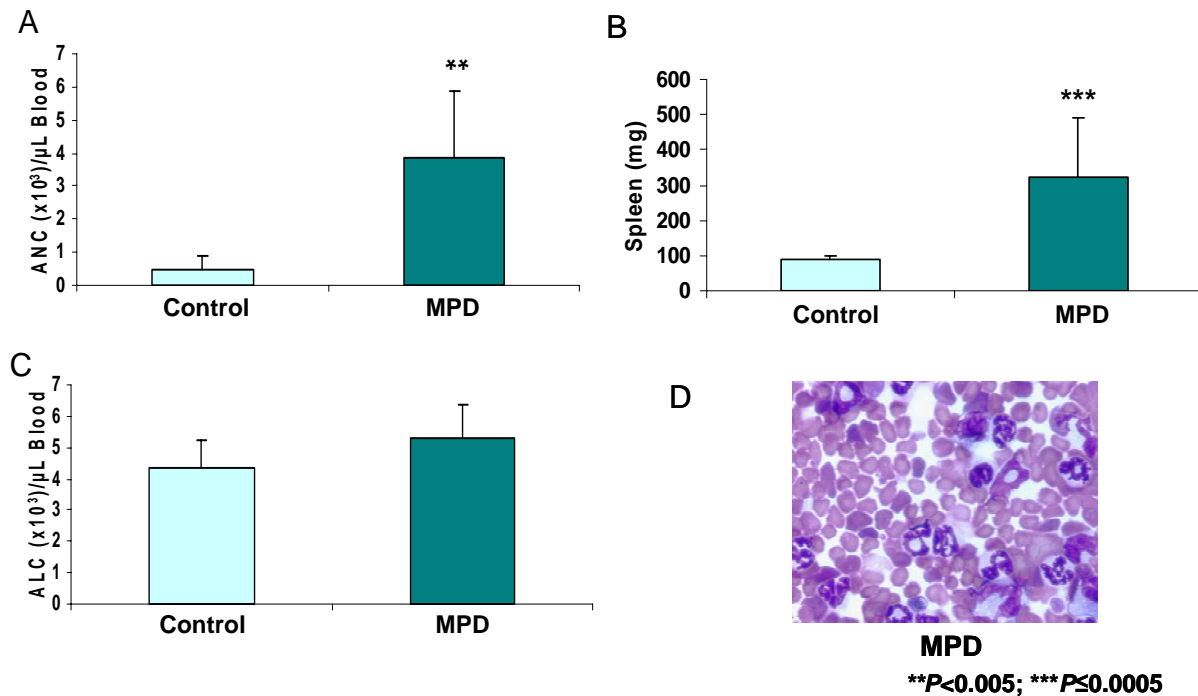 A
ANC (x10³)/µL Blood
7
6
5
4
3
2
1
0
**
Control
MPD
B
Spleen (mg)
600
500
400
300
200
100
0
***
Control
MPD
C
ALC (x10³)/µL Blood
7
6
5
4
3
2
1
0
Control
MPD
D
MPD
**P<0.005; ***P≤0.0005